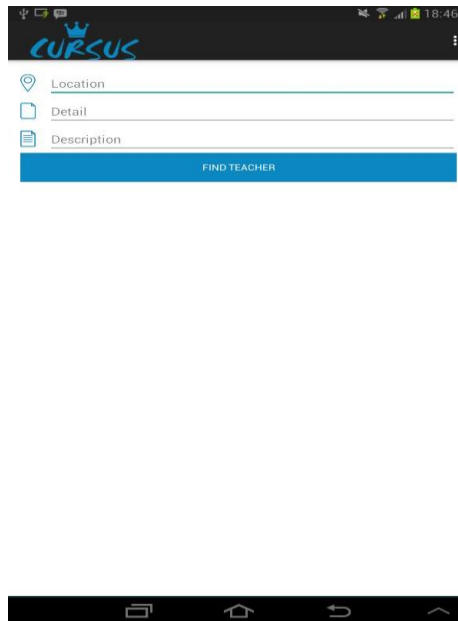 18:46
CURSUS
Location
Detail
Description
FIND TEACHER